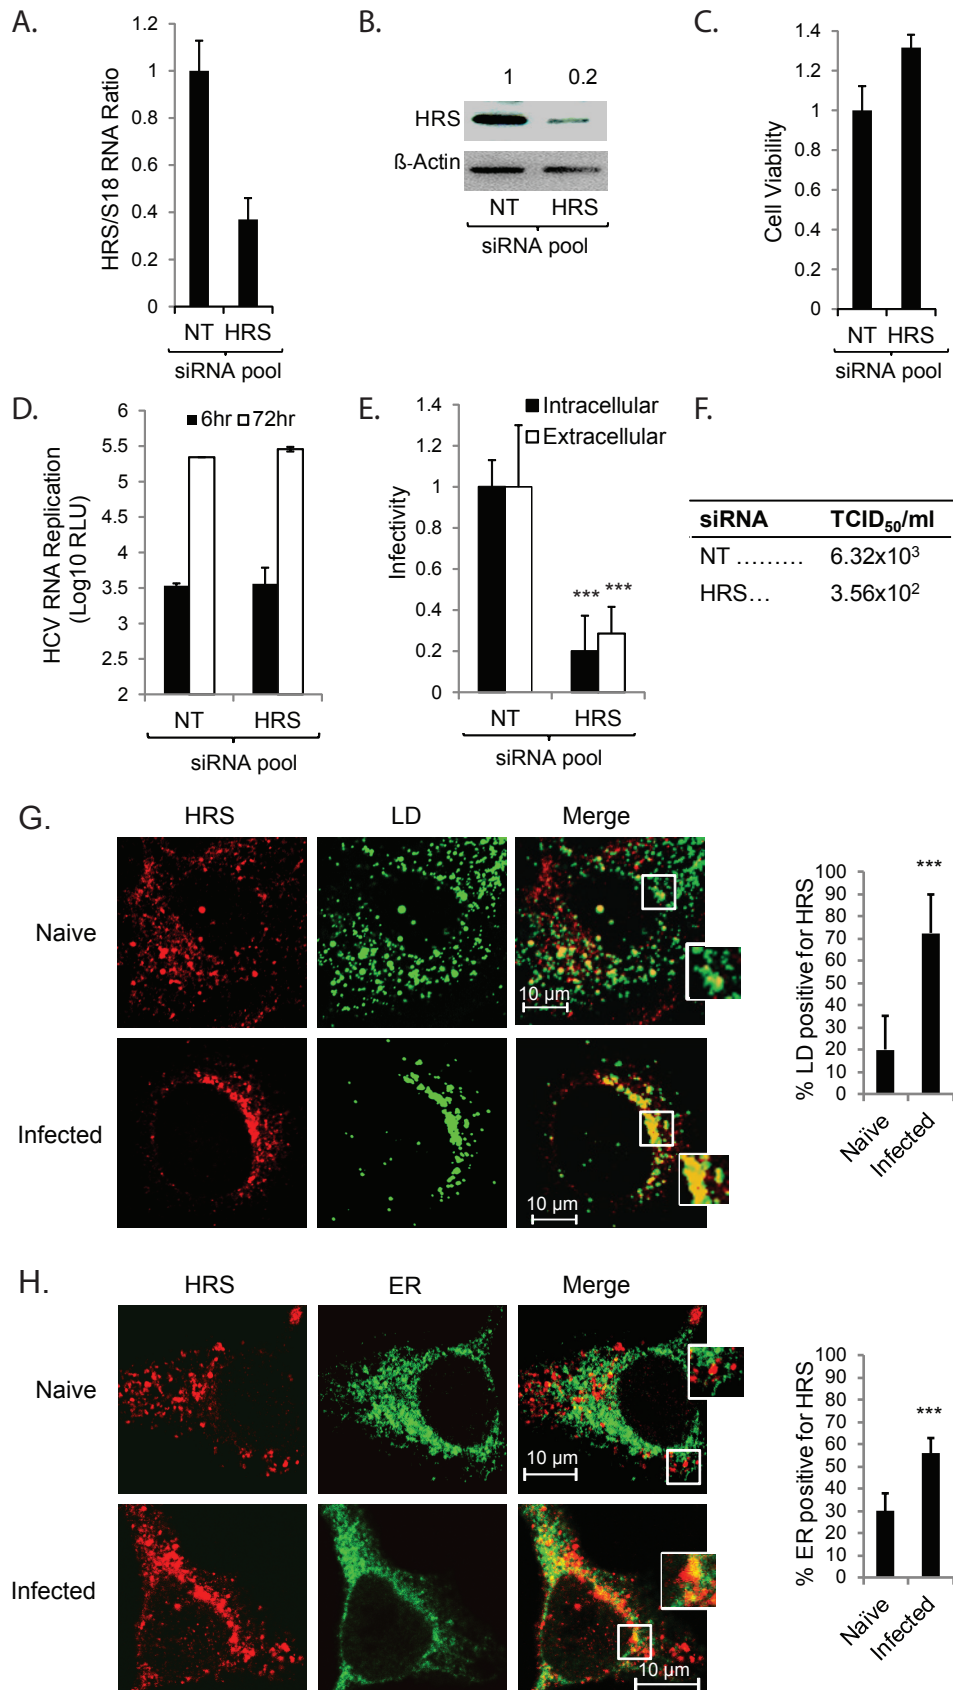 A.
HRS/S18 RNA Ratio
1.2
1
0.8
0.6
0.4
0.2
0
NT HRS
siRNA pool
B.
1 0.2
HRS
ß-Actin
NT HRS
siRNA pool
C.
Cell Viability
1.4
1.2
1
0.8
0.6
0.4
0.2
0
NT HRS
siRNA pool
D.
HCV RNA Replication
(Log10 RLU)
6hr 72hr
6
5.5
5
4.5
4
3.5
3
2.5
2
NT HRS
siRNA pool
E.
Infectivity
Intracellular
Extracellular
1.4
1.2
1
0.8
0.6
0.4
0.2
0
*** ***
NT HRS
siRNA pool
F.
siRNA TCID50/ml
NT ......... 6.32x10³
HRS... 3.56x10²
G.
HRS LD Merge
Naive
10 µm
Infected
10 µm
% LD positive for HRS
100
90
80
70
60
50
40
30
20
10
0
***
Naïve
Infected
H.
HRS ER Merge
Naive
10 µm
Infected
10 µm
% ER positive for HRS
100
90
80
70
60
50
40
30
20
10
0
***
Naïve
Infected